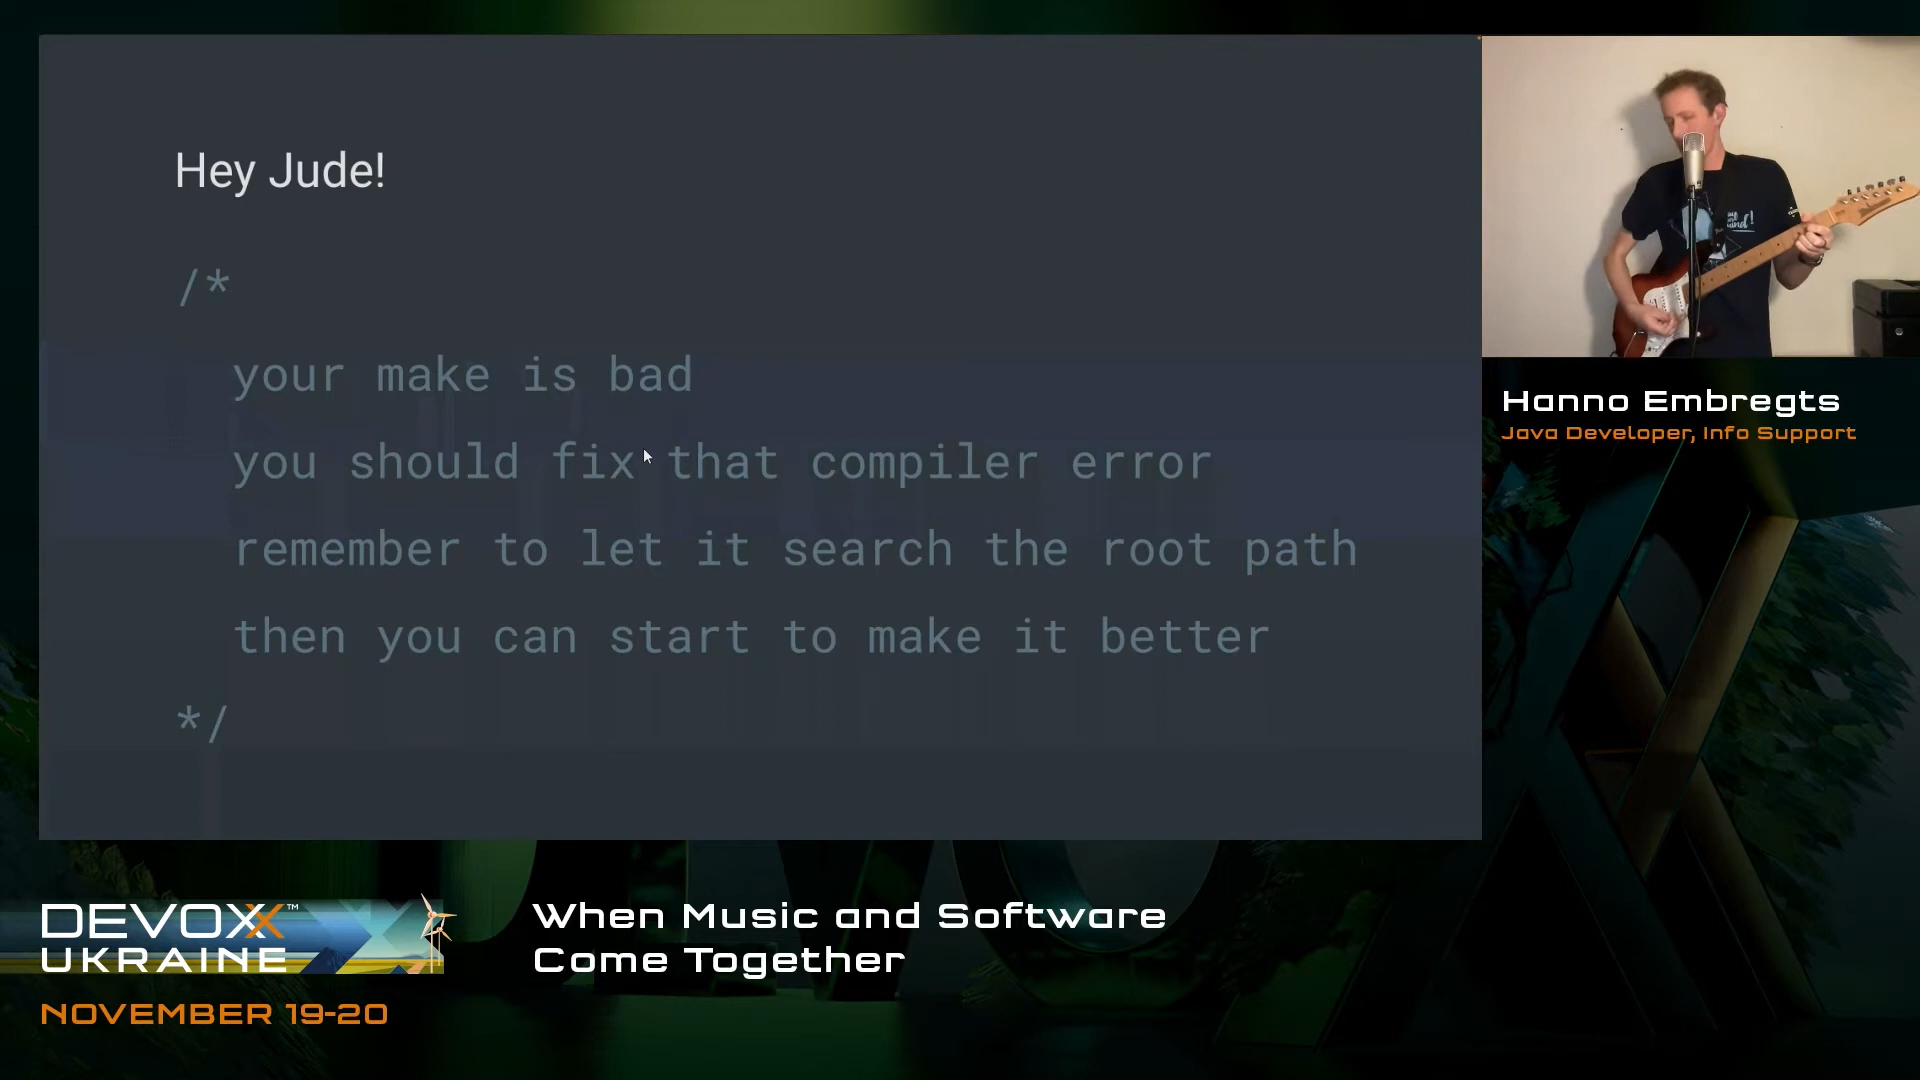 Hey Jude!
/*
your make is bad
you should fix that compiler error
remember to let it search the root path
then you can start to make it better
*/
Hanno Embregts
Java Developer, Info Support
DEVOXX™
UKRAINE
NOVEMBER 19-20
When Music and Software
Come Together